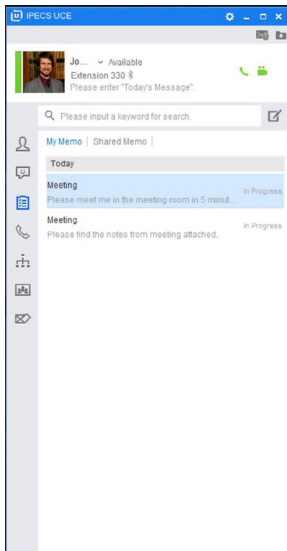 iPECS UCE
Jo... Available
Extension 330
Please enter "Today's Message".
Please input a keyword for search.
My Memo | Shared Memo |
Today
Meeting
In Progress
Please meet me in the meeting room in 5 minut...
Meeting
In Progress
Please find the notes from meeting attached.